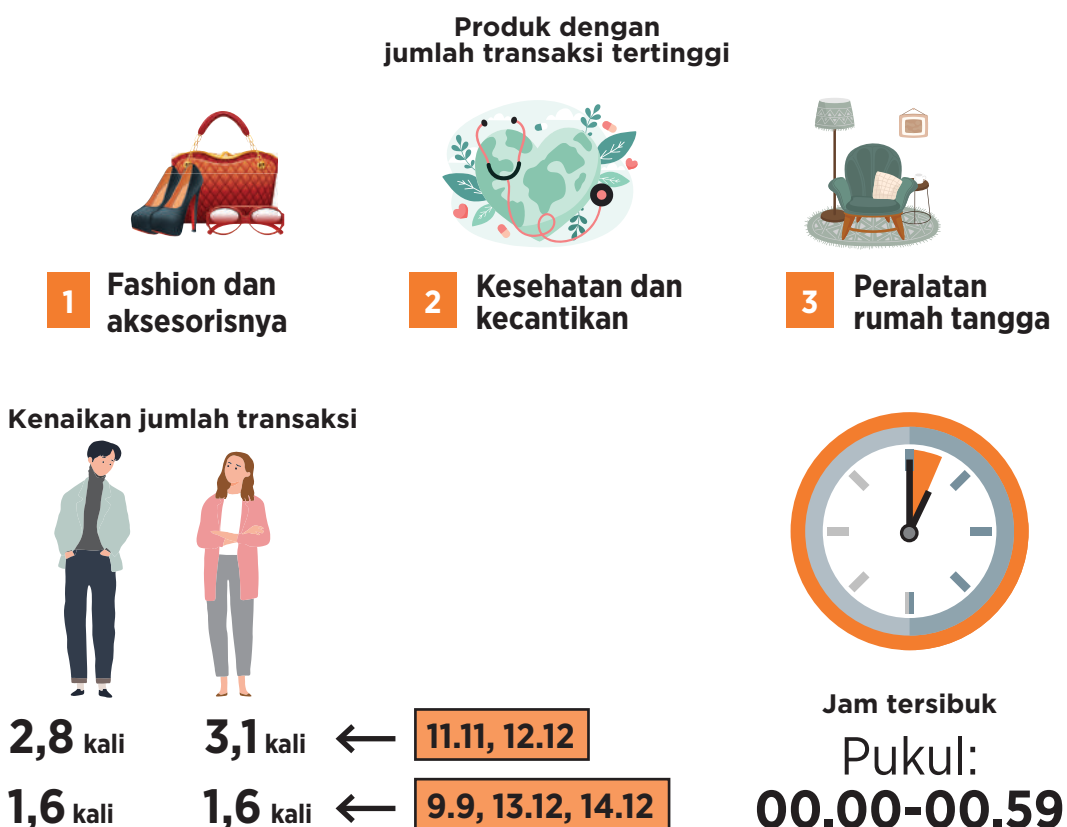 Produk dengan
jumlah transaksi tertinggi
1 Fashion dan
aksesorisnya
2 Kesehatan dan
kecantikan
3 Peralatan
rumah tangga
Kenaikan jumlah transaksi
2,8 kali 3,1 kali 11.11, 12.12
1,6 kali 1,6 kali 9.9, 13.12, 14.12
Jam tersibuk
Pukul:
00.00-00.59